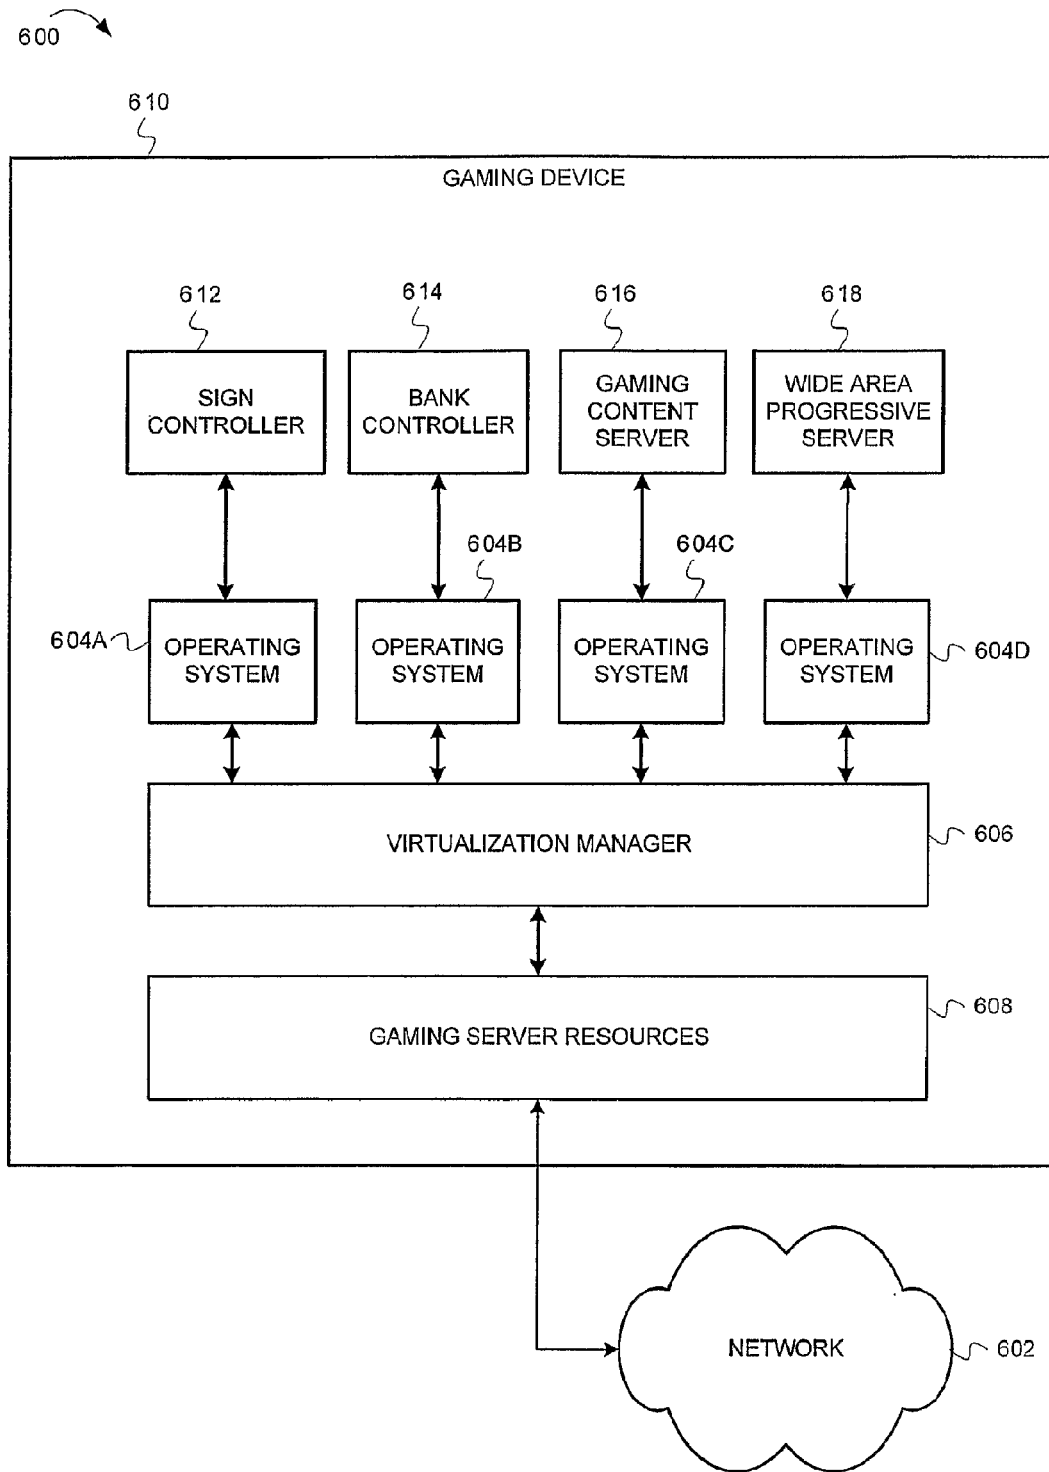 600
610
GAMING DEVICE
612
614
616
618
SIGN
CONTROLLER
BANK
CONTROLLER
GAMING
CONTENT
SERVER
WIDE AREA
PROGRESSIVE
SERVER
604B
604C
604A
OPERATING
SYSTEM
OPERATING
SYSTEM
OPERATING
SYSTEM
OPERATING
SYSTEM
604D
VIRTUALIZATION MANAGER
606
GAMING SERVER RESOURCES
608
NETWORK
602